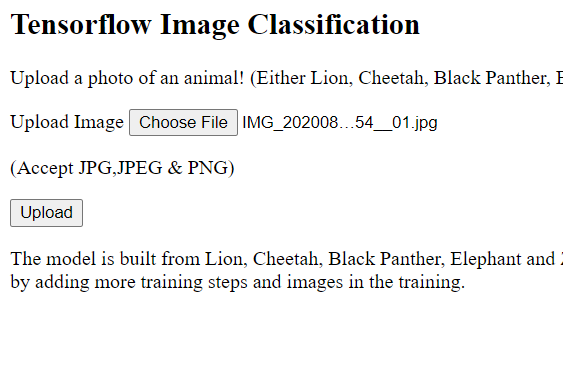 Tensorflow Image Classification
Upload a photo of an animal! (Either Lion, Cheetah, Black Panther,
Upload Image Choose File IMG_202008...54__01.jpg
(Accept JPG,JPEG & PNG)
Upload
The model is built from Lion, Cheetah, Black Panther, Elephant and
by adding more training steps and images in the training.